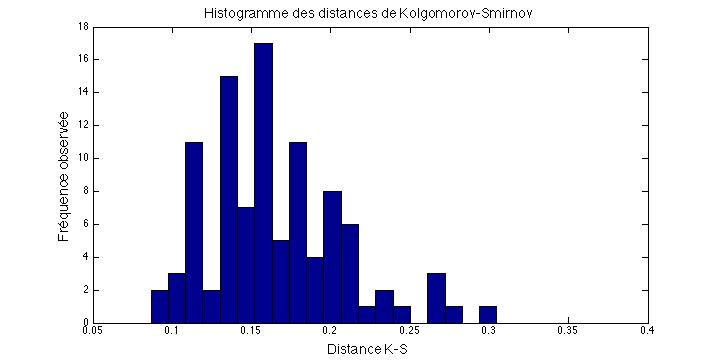 Histogramme des distances de Kolgomorov-Smirnov
18
16
14
12
10
8
6
4
2
0
Fréquence observée
0.05 0.1 0.15 0.2 0.25 0.3 0.35 0.4
Distance K-S